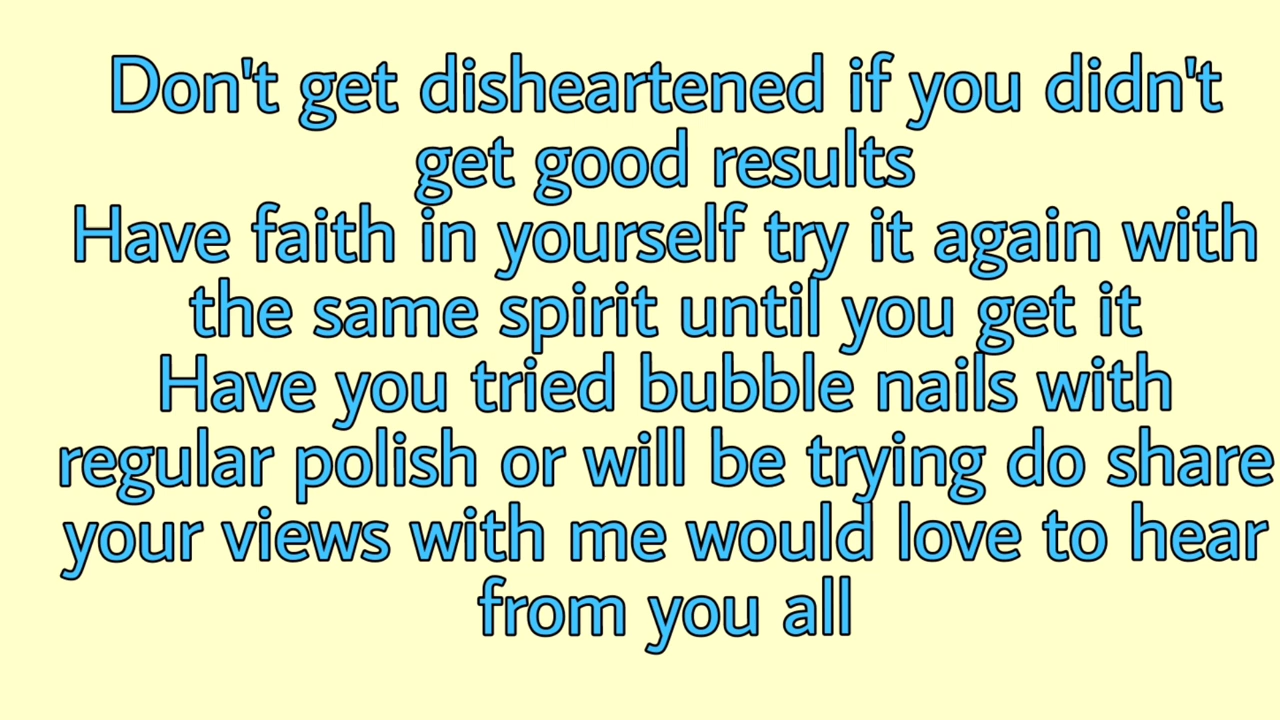 Don't get disheartened if you didn't
get good results
Have faith in yourself try it again with
the same spirit until you get it
Have you tried bubble nails with
regular polish or will be trying do share
your views with me would love to hear
from you all